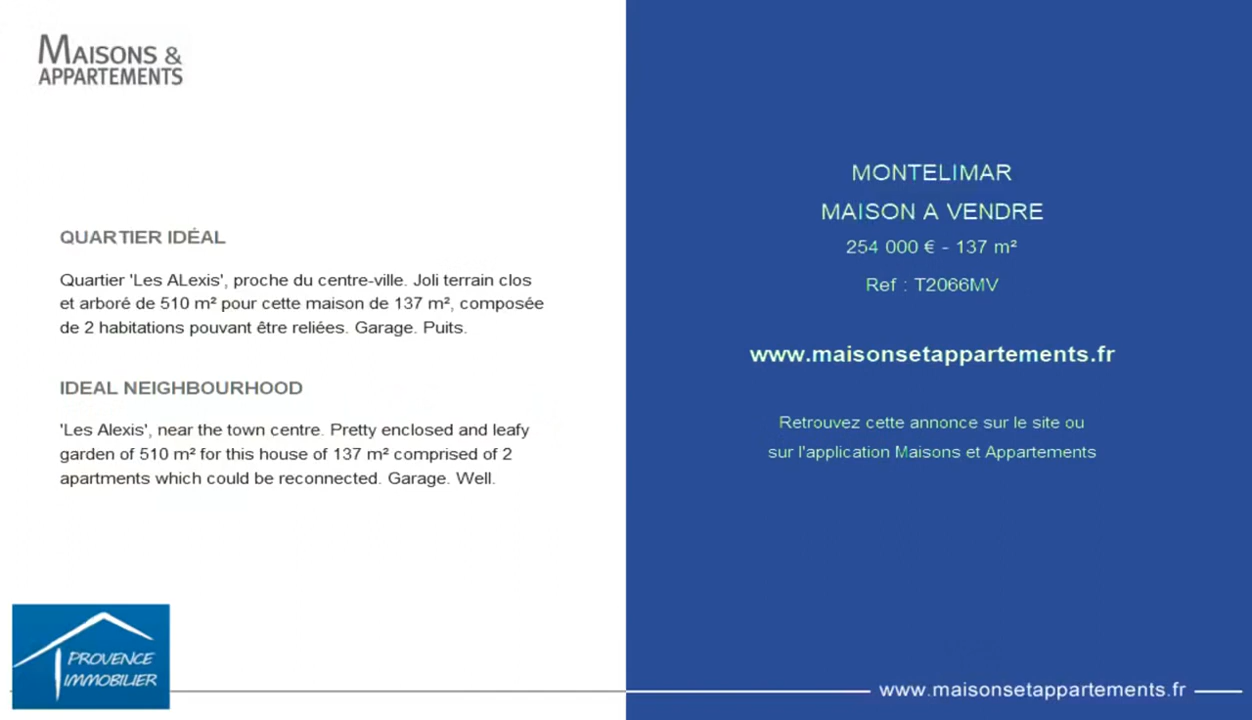 MAISONS &
APPARTEMENTS
QUARTIER IDÉAL
Quartier 'Les ALexis', proche du centre-ville. Joli terrain clos
et arboré de 510 m² pour cette maison de 137 m², composée
de 2 habitations pouvant être reliées. Garage. Puits.
IDEAL NEIGHBOURHOOD
'Les Alexis', near the town centre. Pretty enclosed and leafy
garden of 510 m² for this house of 137 m² comprised of 2
apartments which could be reconnected. Garage. Well.
PROVENCE
IMMOBILIER
MONTELIMAR
MAISON A VENDRE
254 000 € - 137 m²
Ref : T2066MV
www.maisonsetappartements.fr
Retrouvez cette annonce sur le site ou
sur l'application Maisons et Appartements
www.maisonsetappartements.fr